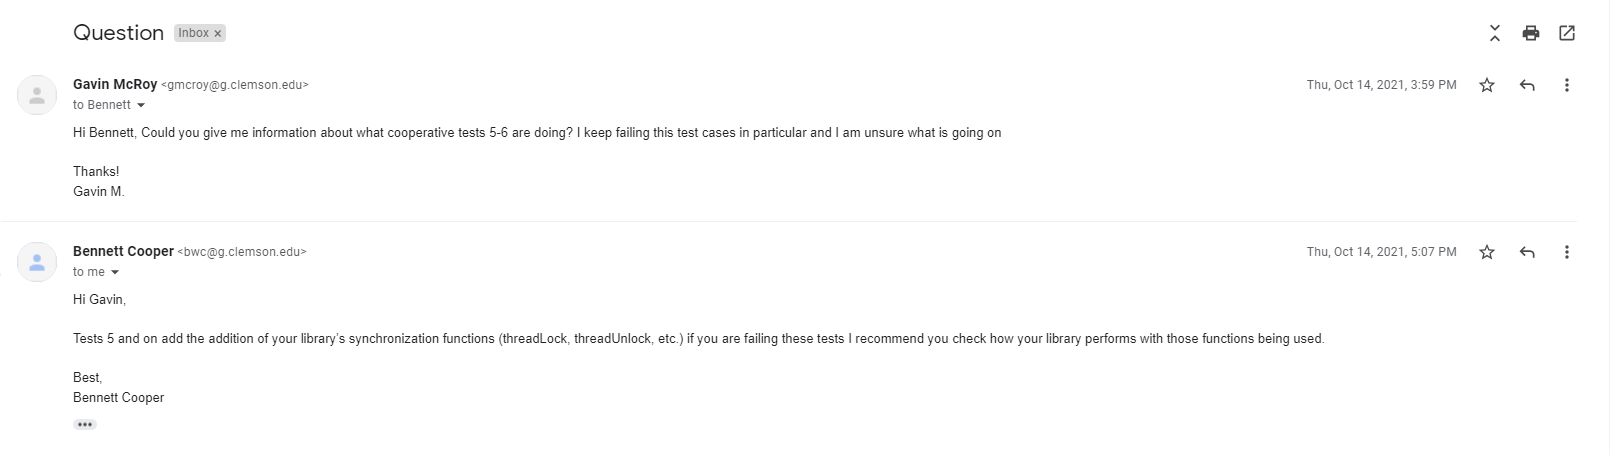 Question Inbox ×
Gavin McRoy <gmcroy@g.clemson.edu> Thu, Oct 14, 2021, 3:59 PM
to Bennett
Hi Bennett, Could you give me information about what cooperative tests 5-6 are doing? I keep failing this test cases in particular and I am unsure what is going on
Thanks!
Gavin M.
Bennett Cooper <bwc@g.clemson.edu> Thu, Oct 14, 2021, 5:07 PM
to me
Hi Gavin,
Tests 5 and on add the addition of your library's synchronization functions (threadLock, threadUnlock, etc.) if you are failing these tests I recommend you check how your library performs with those functions being used.
Best,
Bennett Cooper